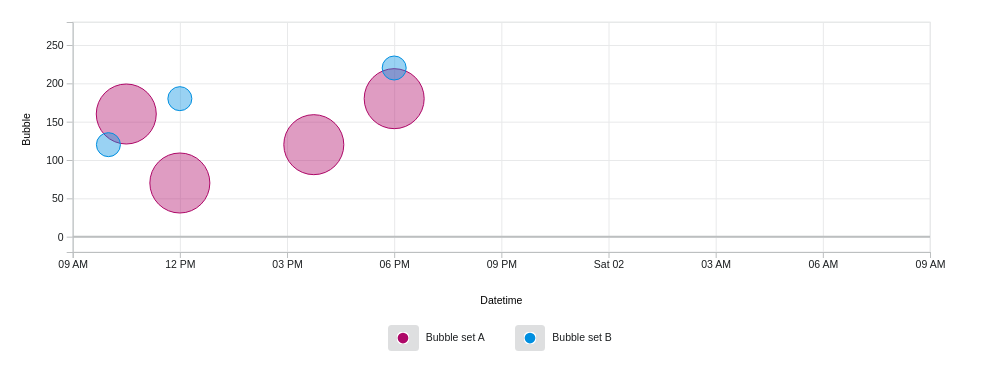 Bubble
250
200
150
100
50
0
09 AM 12 PM 03 PM 06 PM 09 PM Sat 02 03 AM 06 AM 09 AM
Datetime
Bubble set A Bubble set B